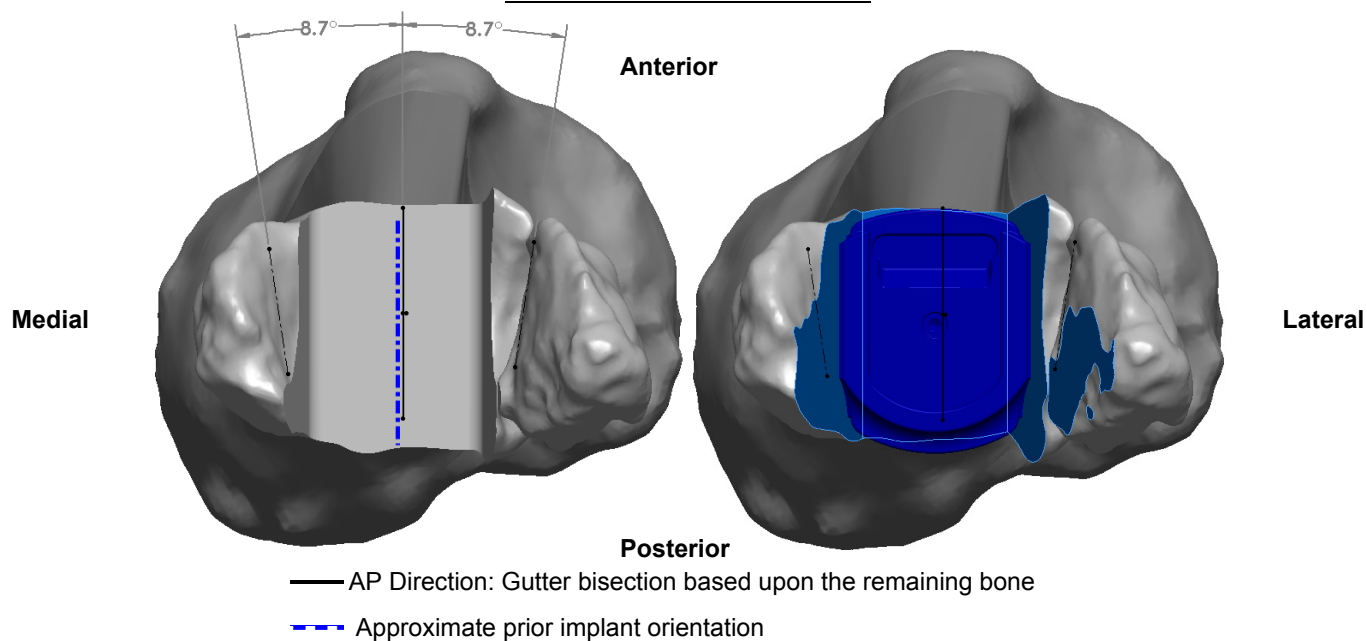 8.7° 8.7°
Anterior
Medial
Lateral
Posterior
AP Direction: Gutter bisection based upon the remaining bone
Approximate prior implant orientation